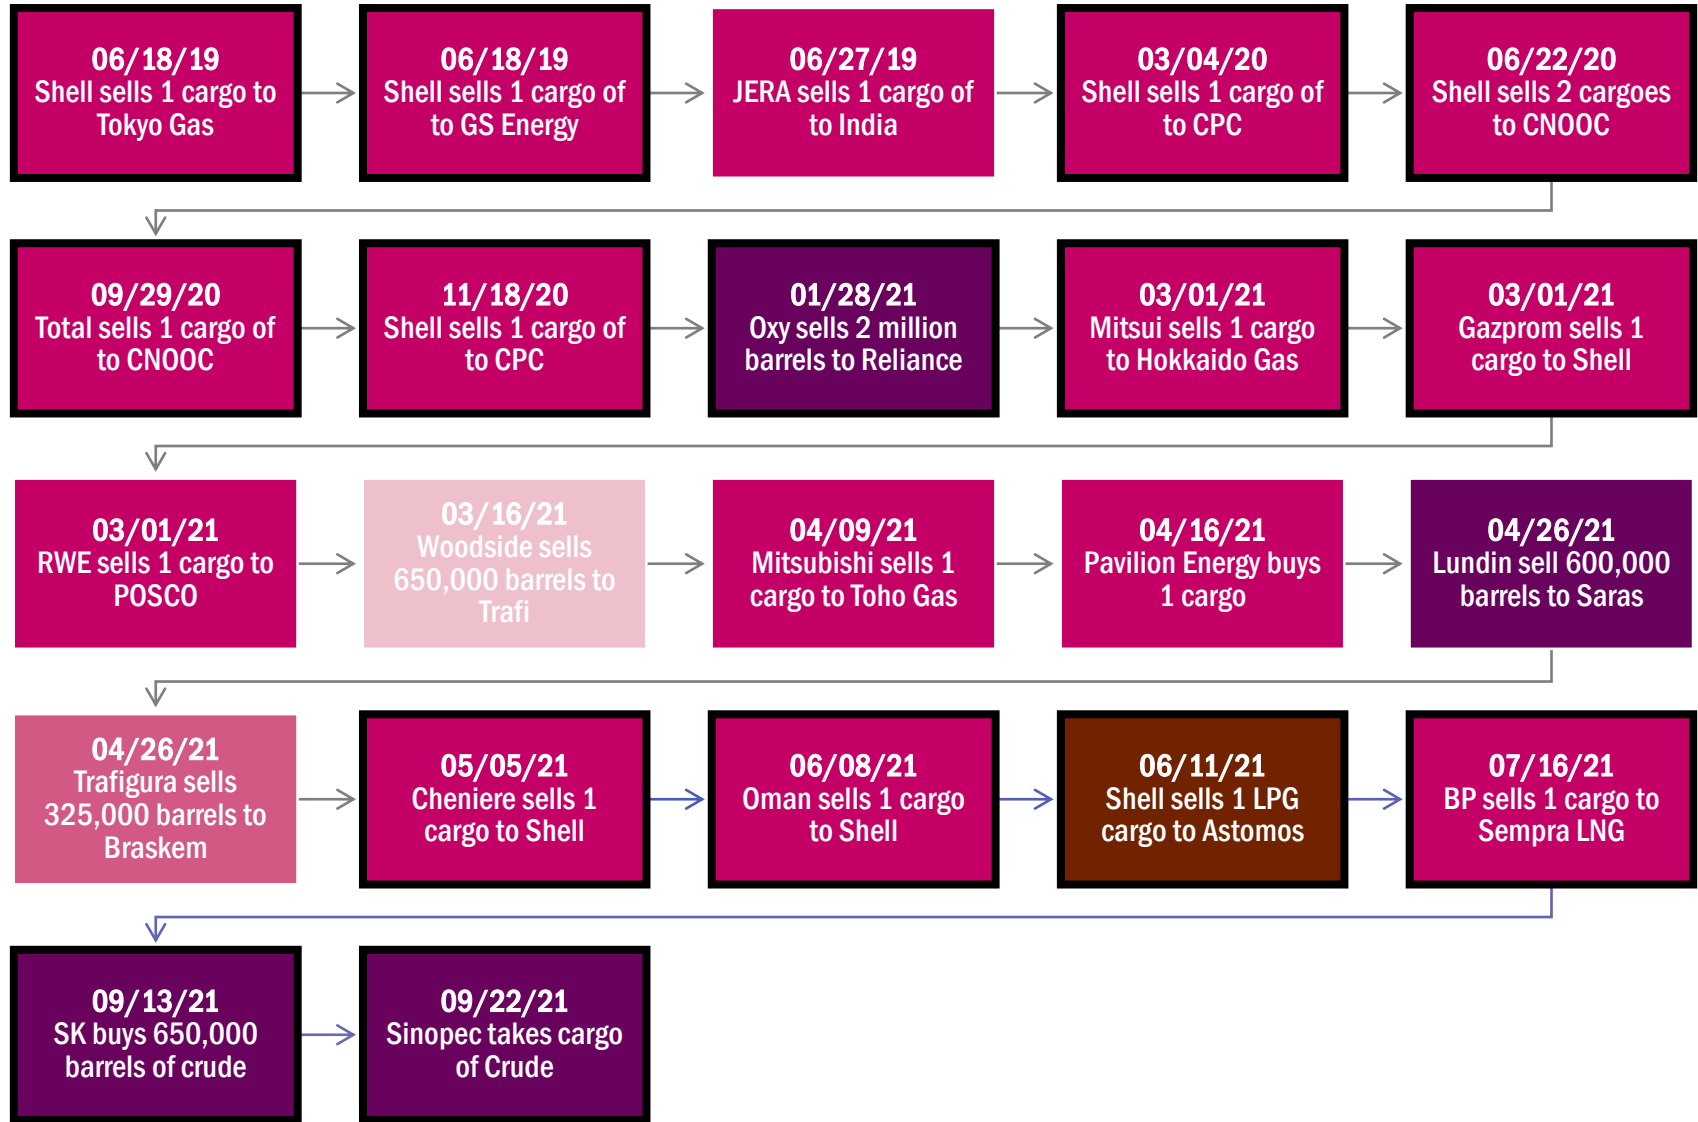 06/18/19
Shell sells 1 cargo to
Tokyo Gas
06/18/19
Shell sells 1 cargo of
to GS Energy
06/27/19
JERA sells 1 cargo of
to India
03/04/20
Shell sells 1 cargo of
to CPC
06/22/20
Shell sells 2 cargoes
to CNOOC
09/29/20
Total sells 1 cargo of
to CNOOC
11/18/20
Shell sells 1 cargo of
to CPC
01/28/21
Oxy sells 2 million
barrels to Reliance
03/01/21
Mitsui sells 1 cargo
to Hokkaido Gas
03/01/21
Gazprom sells 1
cargo to Shell
03/01/21
RWE sells 1 cargo to
POSCO
03/16/21
Woodside sells
650,000 barrels to
Trafi
04/09/21
Mitsubishi sells 1
cargo to Toho Gas
04/16/21
Pavilion Energy buys
1 cargo
04/26/21
Lundin sell 600,000
barrels to Saras
04/26/21
Trafigura sells
325,000 barrels to
Braskem
05/05/21
Cheniere sells 1
cargo to Shell
06/08/21
Oman sells 1 cargo
to Shell
06/11/21
Shell sells 1 LPG
cargo to Astomos
07/16/21
BP sells 1 cargo to
Sempra LNG
09/13/21
SK buys 650,000
barrels of crude
09/22/21
Sinopec takes cargo
of Crude